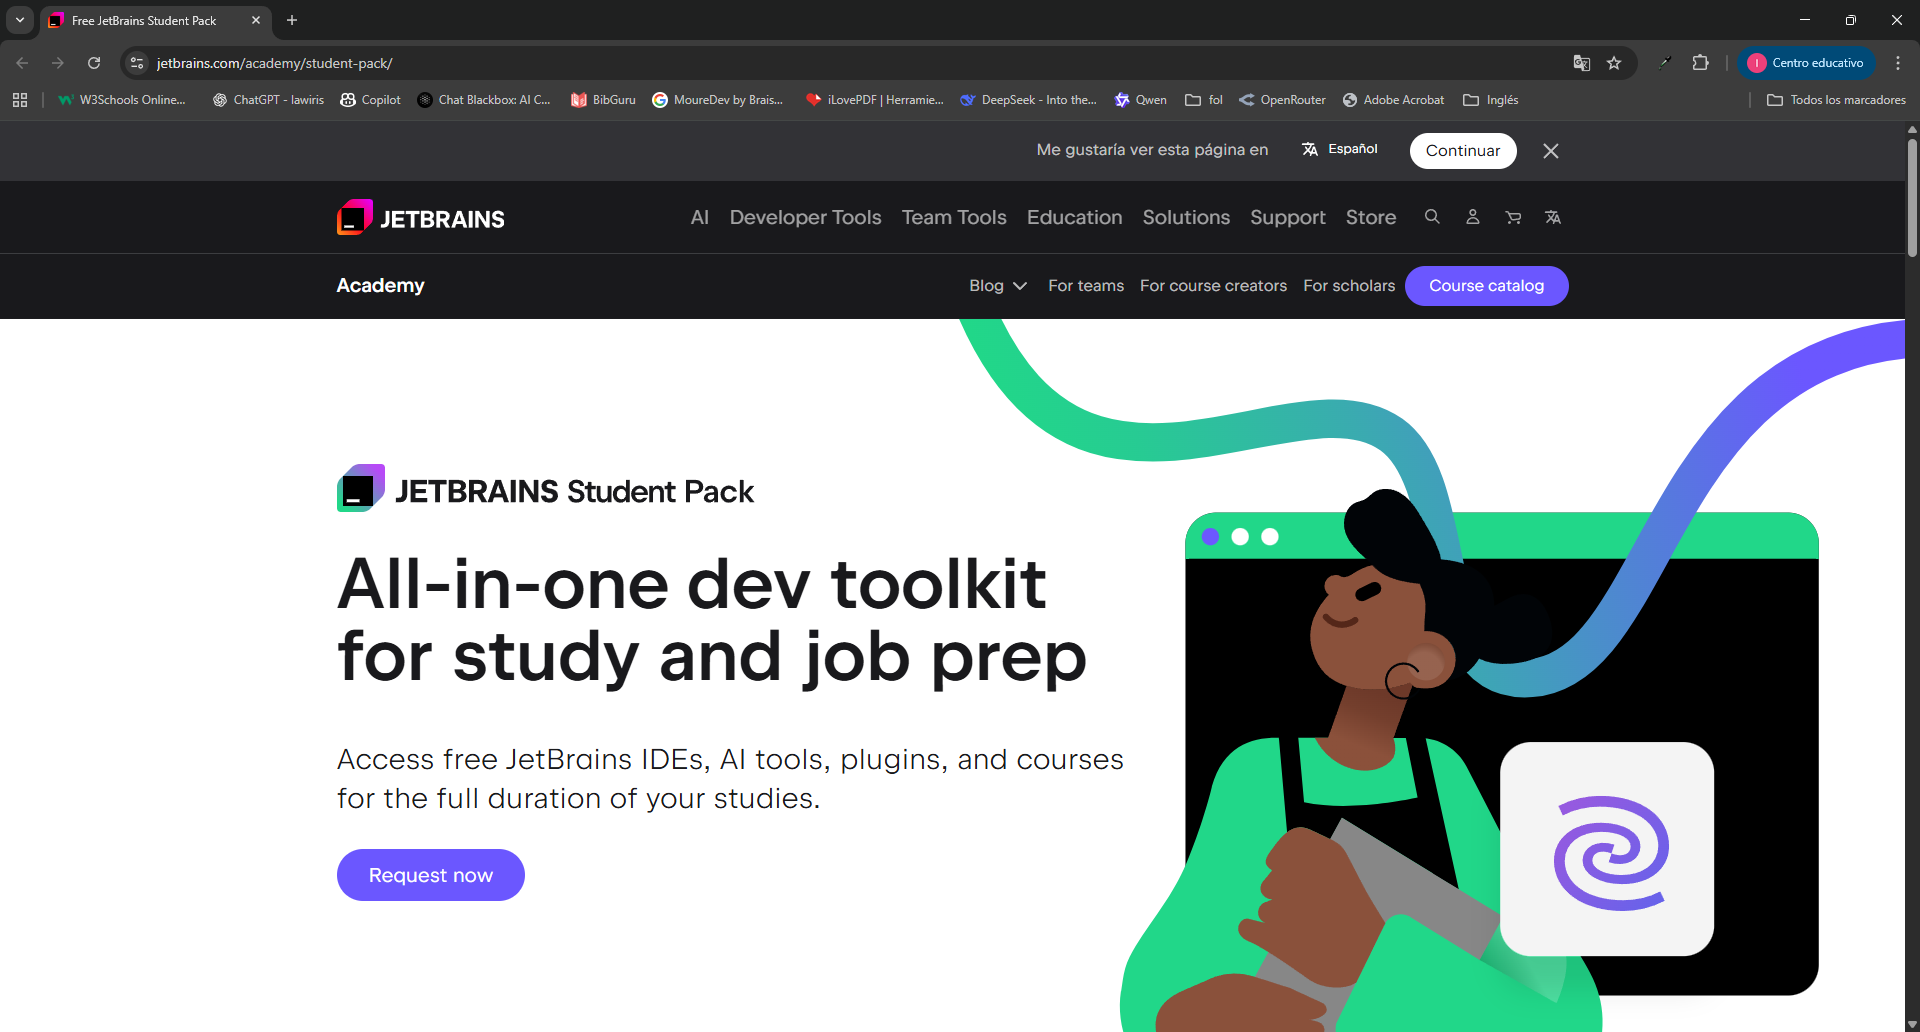 Free JetBrains Student Pack
jetbrains.com/academy/student-pack/
I Centro educativo
W3Schools Online...
ChatGPT - lawiris
Copilot
Chat Blackbox: AI C...
BibGuru
MoureDev by Brais...
iLovePDF | Herramie...
DeepSeek - Into the...
Qwen
fol
OpenRouter
Adobe Acrobat
Inglés
Todos los marcadores
Me gustaría ver esta página en
Español
Continuar
JETBRAINS
AI
Developer Tools
Team Tools
Education
Solutions
Support
Store
Academy
Blog
For teams
For course creators
For scholars
Course catalog
JETBRAINS Student Pack
All-in-one dev toolkit
for study and job prep
Access free JetBrains IDEs, AI tools, plugins, and courses
for the full duration of your studies.
Request now